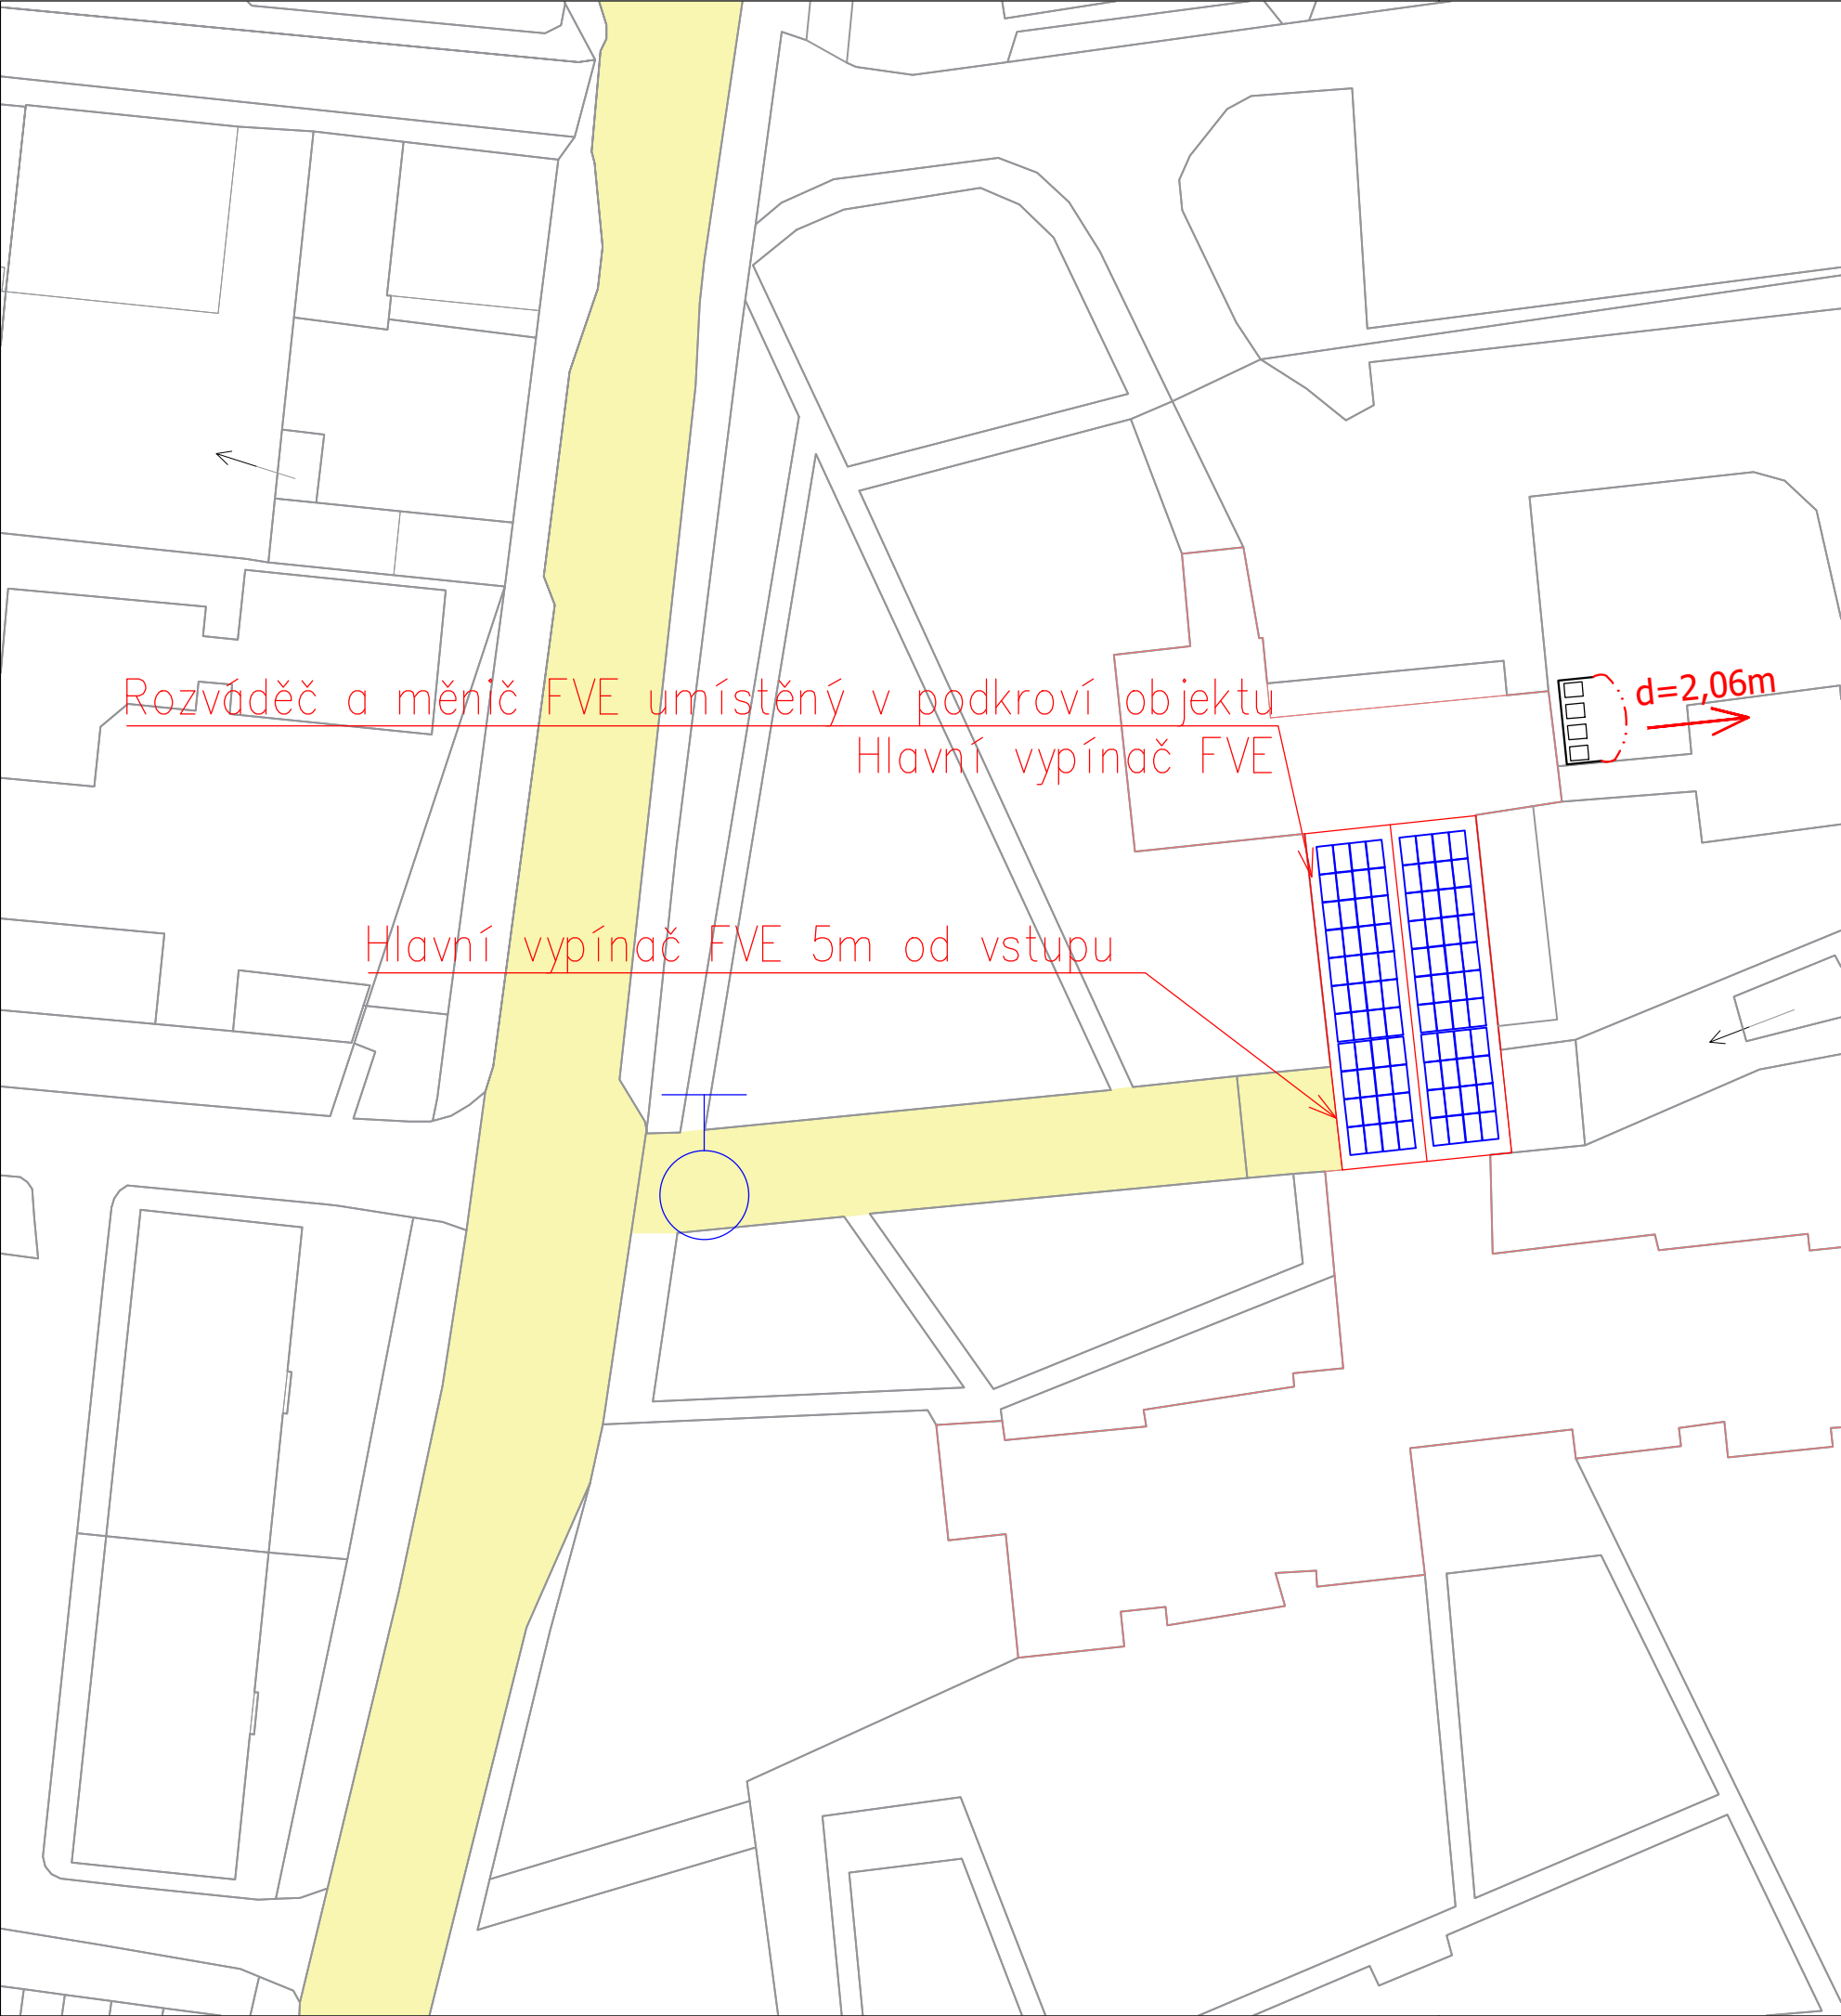 Rozváděč a měnič FVE umístěný v podkroví objektu
Hlavní vypínač FVE
d=2,06m
Hlavní vypínač FVE 5m od vstupu